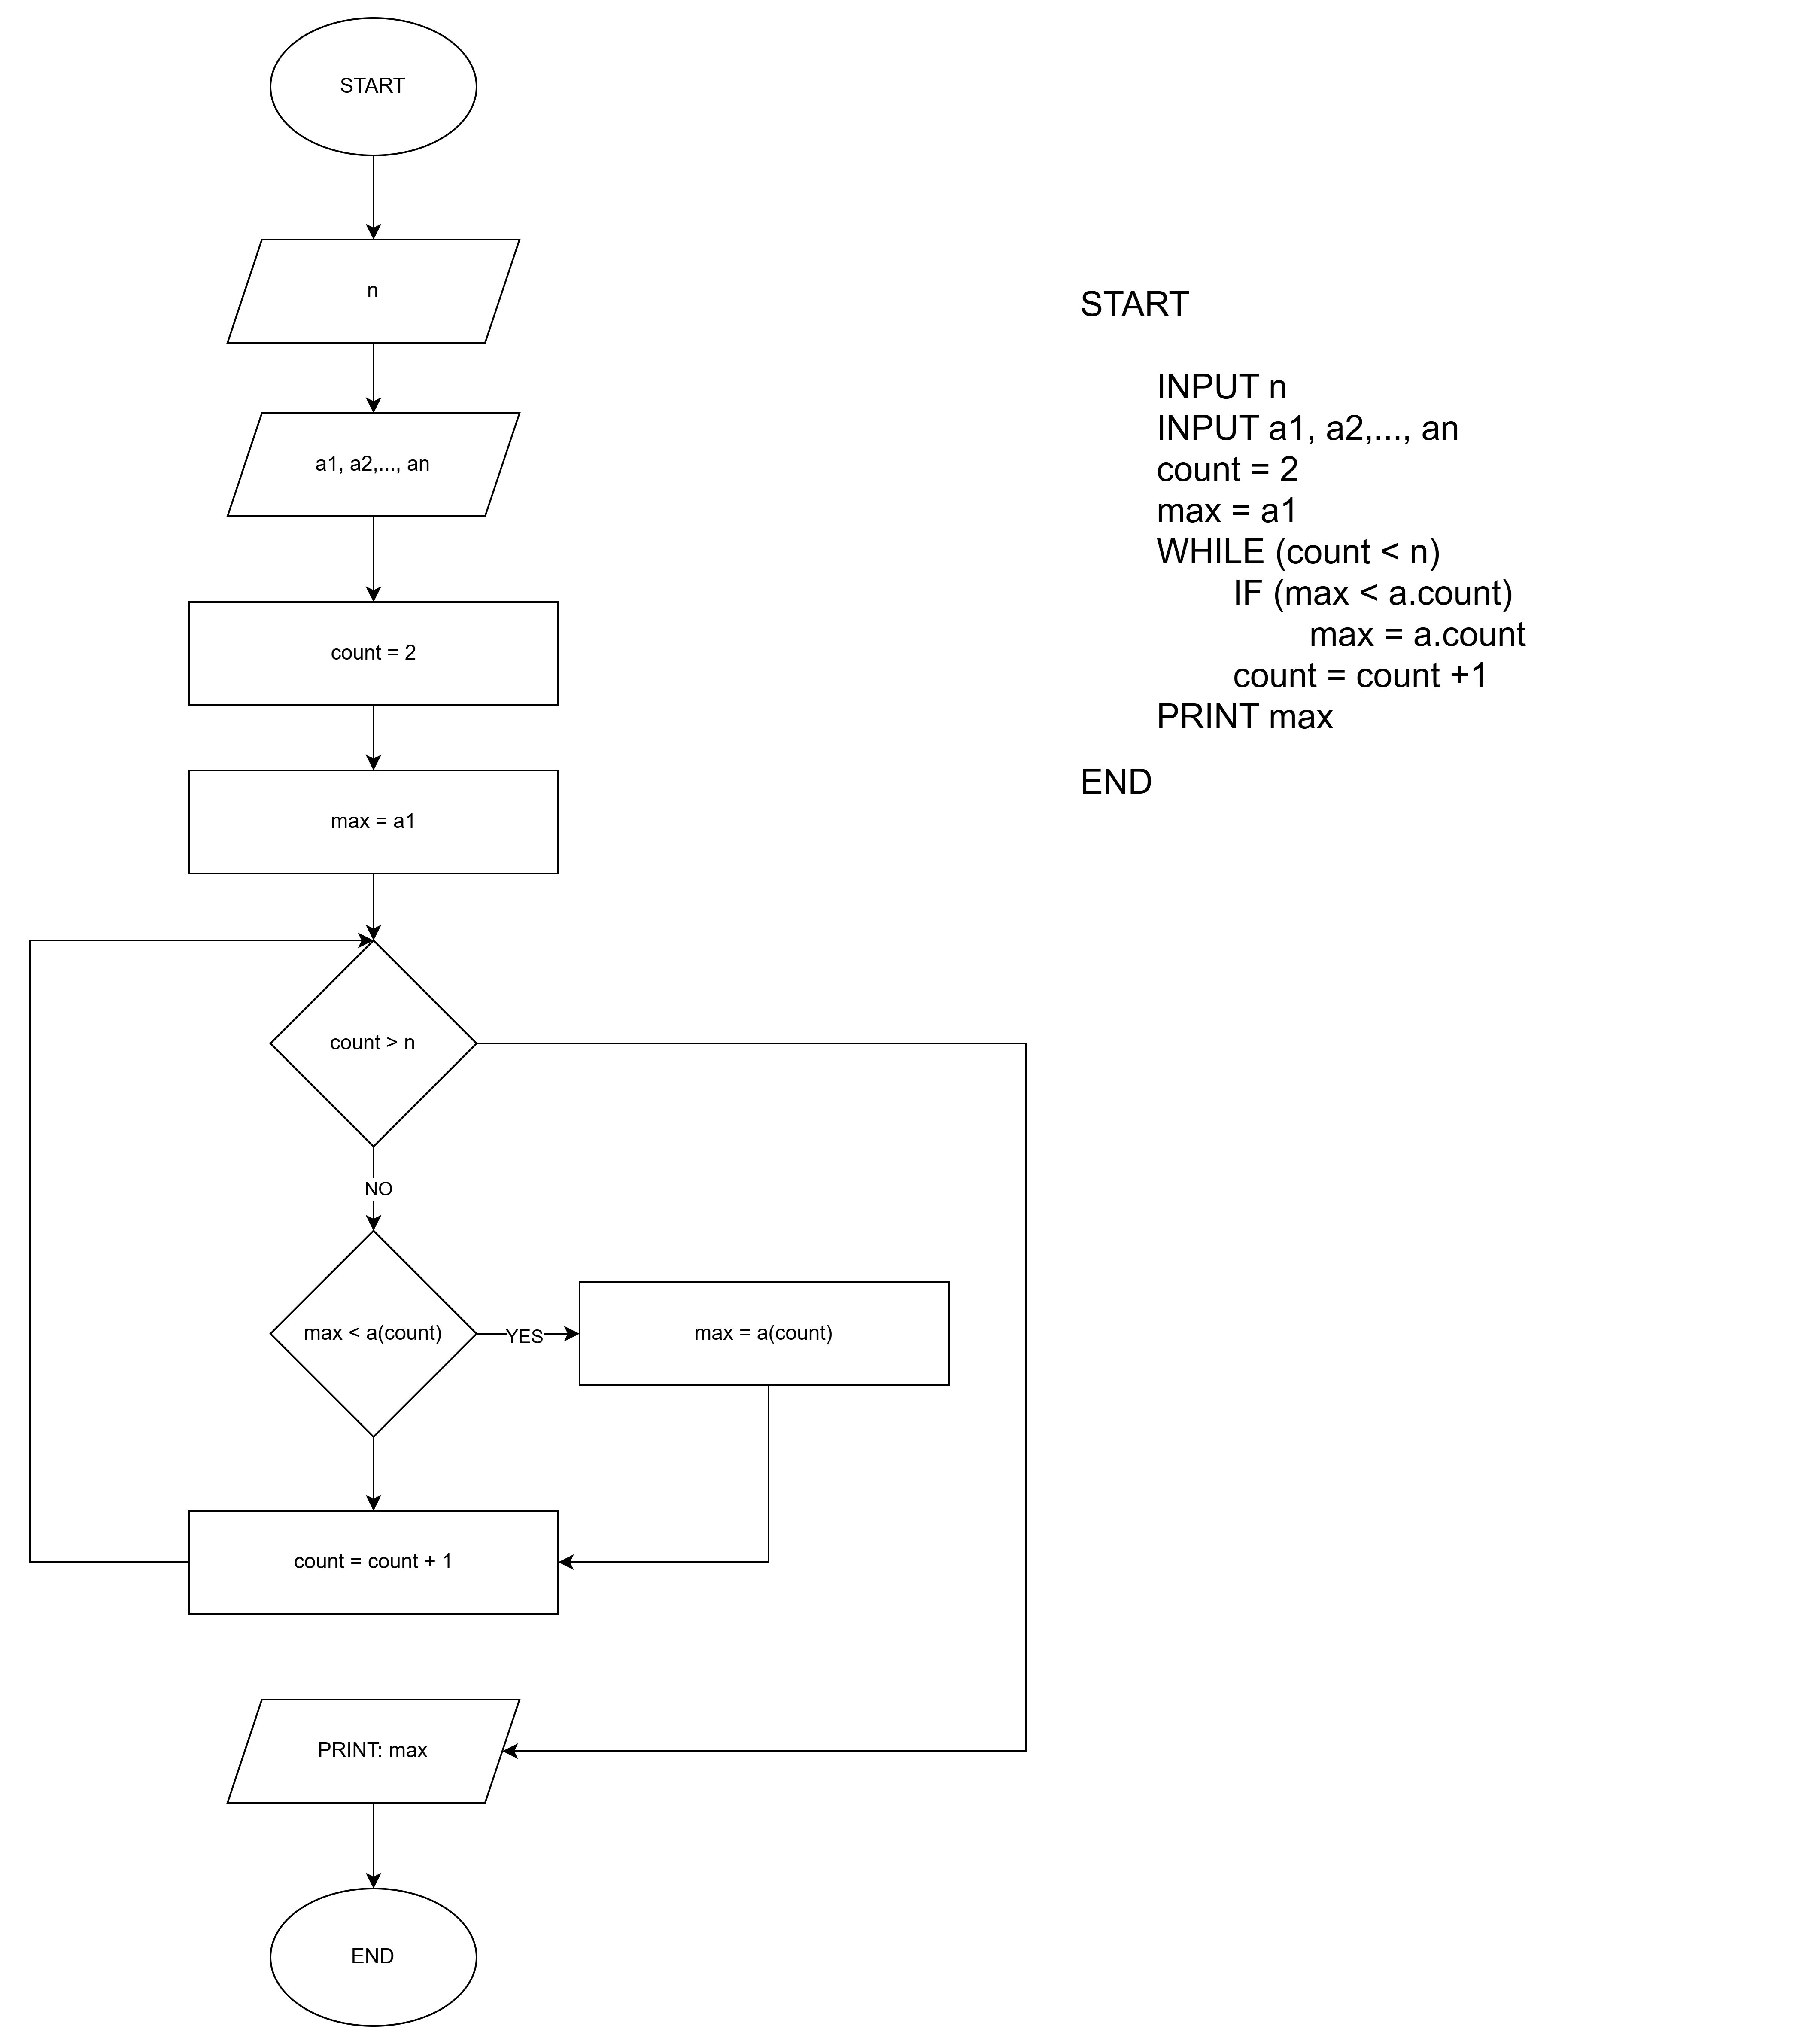 START
n
a1, a2,..., an
count = 2
max = a1
count > n
NO
max < a(count)
YES
max = a(count)
count = count + 1
PRINT: max
END
START
INPUT n
INPUT a1, a2,..., an
count = 2
max = a1
WHILE (count < n)
IF (max < a.count)
max = a.count
count = count +1
PRINT max
END